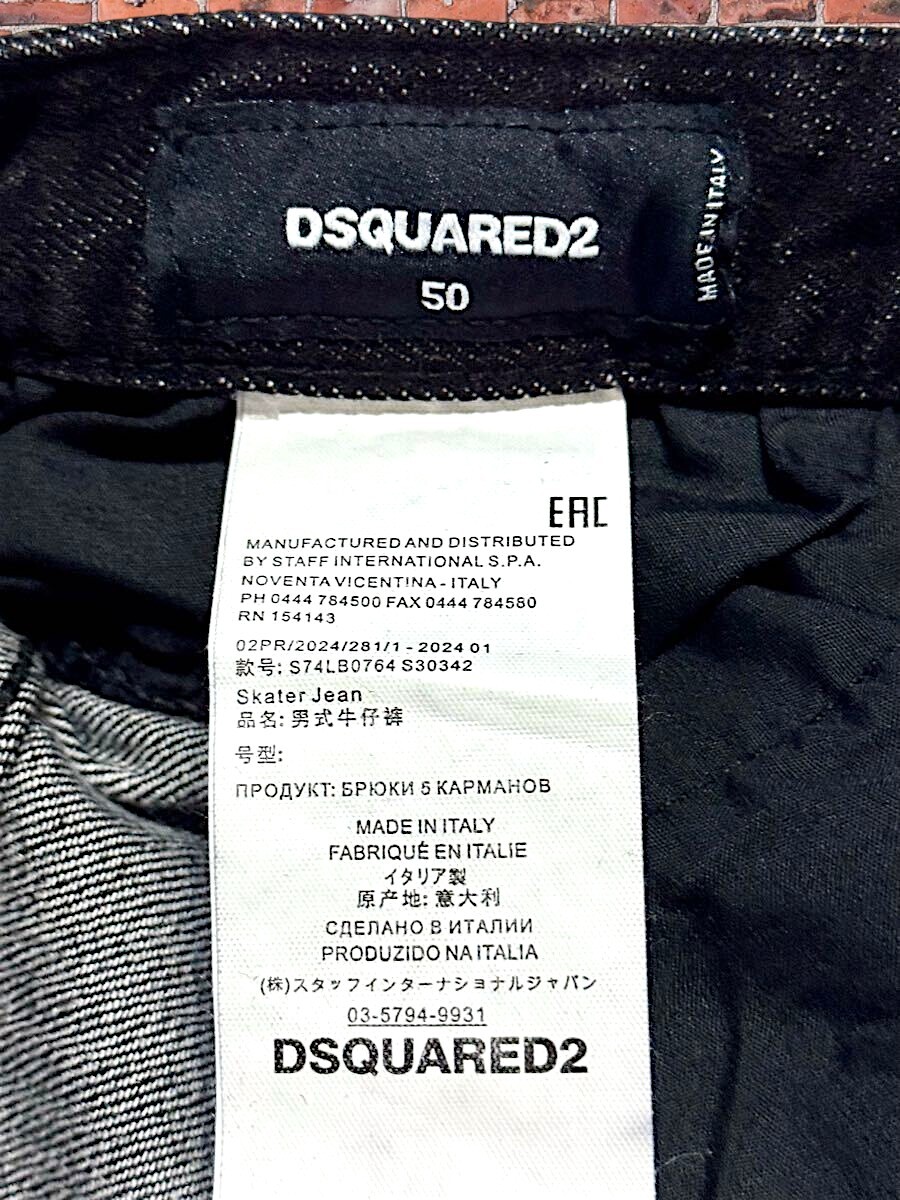 DSQUARED2
50
MADE IN ITALY
EAC
MANUFACTURED AND DISTRIBUTED
BY STAFF INTERNATIONAL S.P.A.
NOVENTA VICENTINA - ITALY
PH 0444 784500 FAX 0444 784580
RN 154143
02PR/2024/281/1 - 2024 01
款号: S74LB0764 S30342
Skater Jean
品名: 男式牛仔裤
号型:
ПРОДУКТ: БРЮКИ 5 КАРМАНОВ
MADE IN ITALY
FABRIQUÉ EN ITALIE
イタリア製
原产地: 意大利
СДЕЛАНО В ИТАЛИИ
PRODUZIDO NA ITALIA
(株)スタッフインターナショナルジャパン
03-5794-9931
DSQUARED2